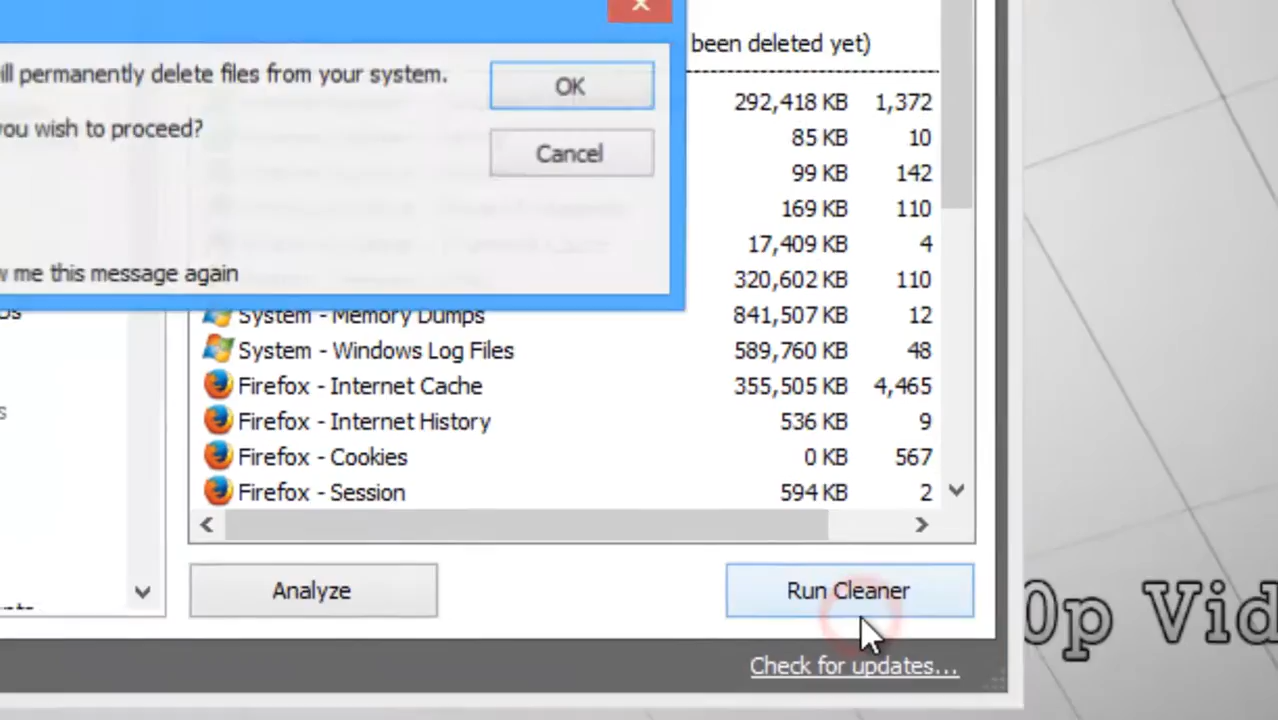 been deleted yet)
ill permanently delete files from your system.
OK
you wish to proceed?
Cancel
w me this message again
292,418 KB 1,372
85 KB 10
99 KB 142
169 KB 110
17,409 KB 4
320,602 KB 110
System - Memory Dumps 841,507 KB 12
System - Windows Log Files 589,760 KB 48
Firefox - Internet Cache 355,505 KB 4,465
Firefox - Internet History 536 KB 9
Firefox - Cookies 0 KB 567
Firefox - Session 594 KB 2
Analyze
Run Cleaner
0p Vid
Check for updates...